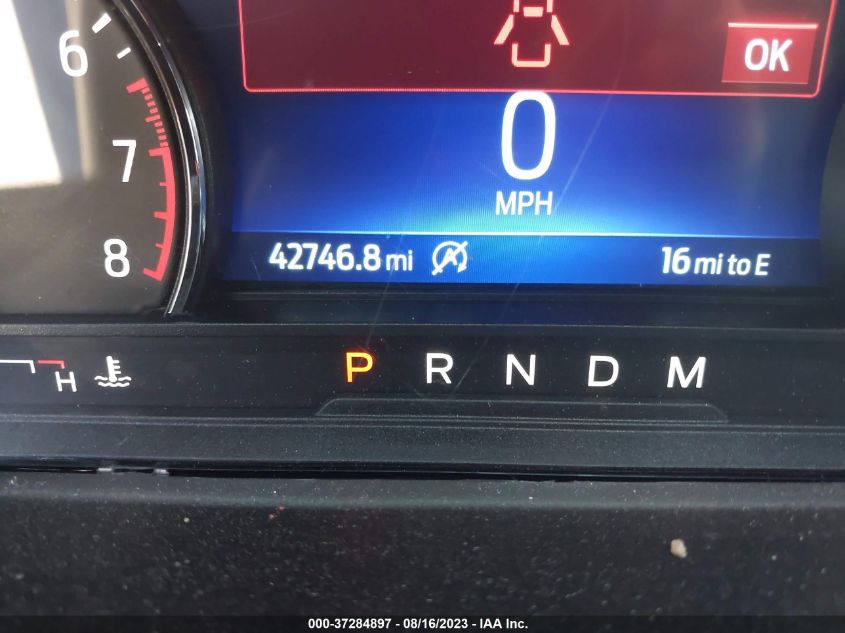 6
7
8
OK
0
MPH
42746.8 mi A 16 mi to E
H P R N D M
000-37284897 - 08/16/2023 - IAA Inc.